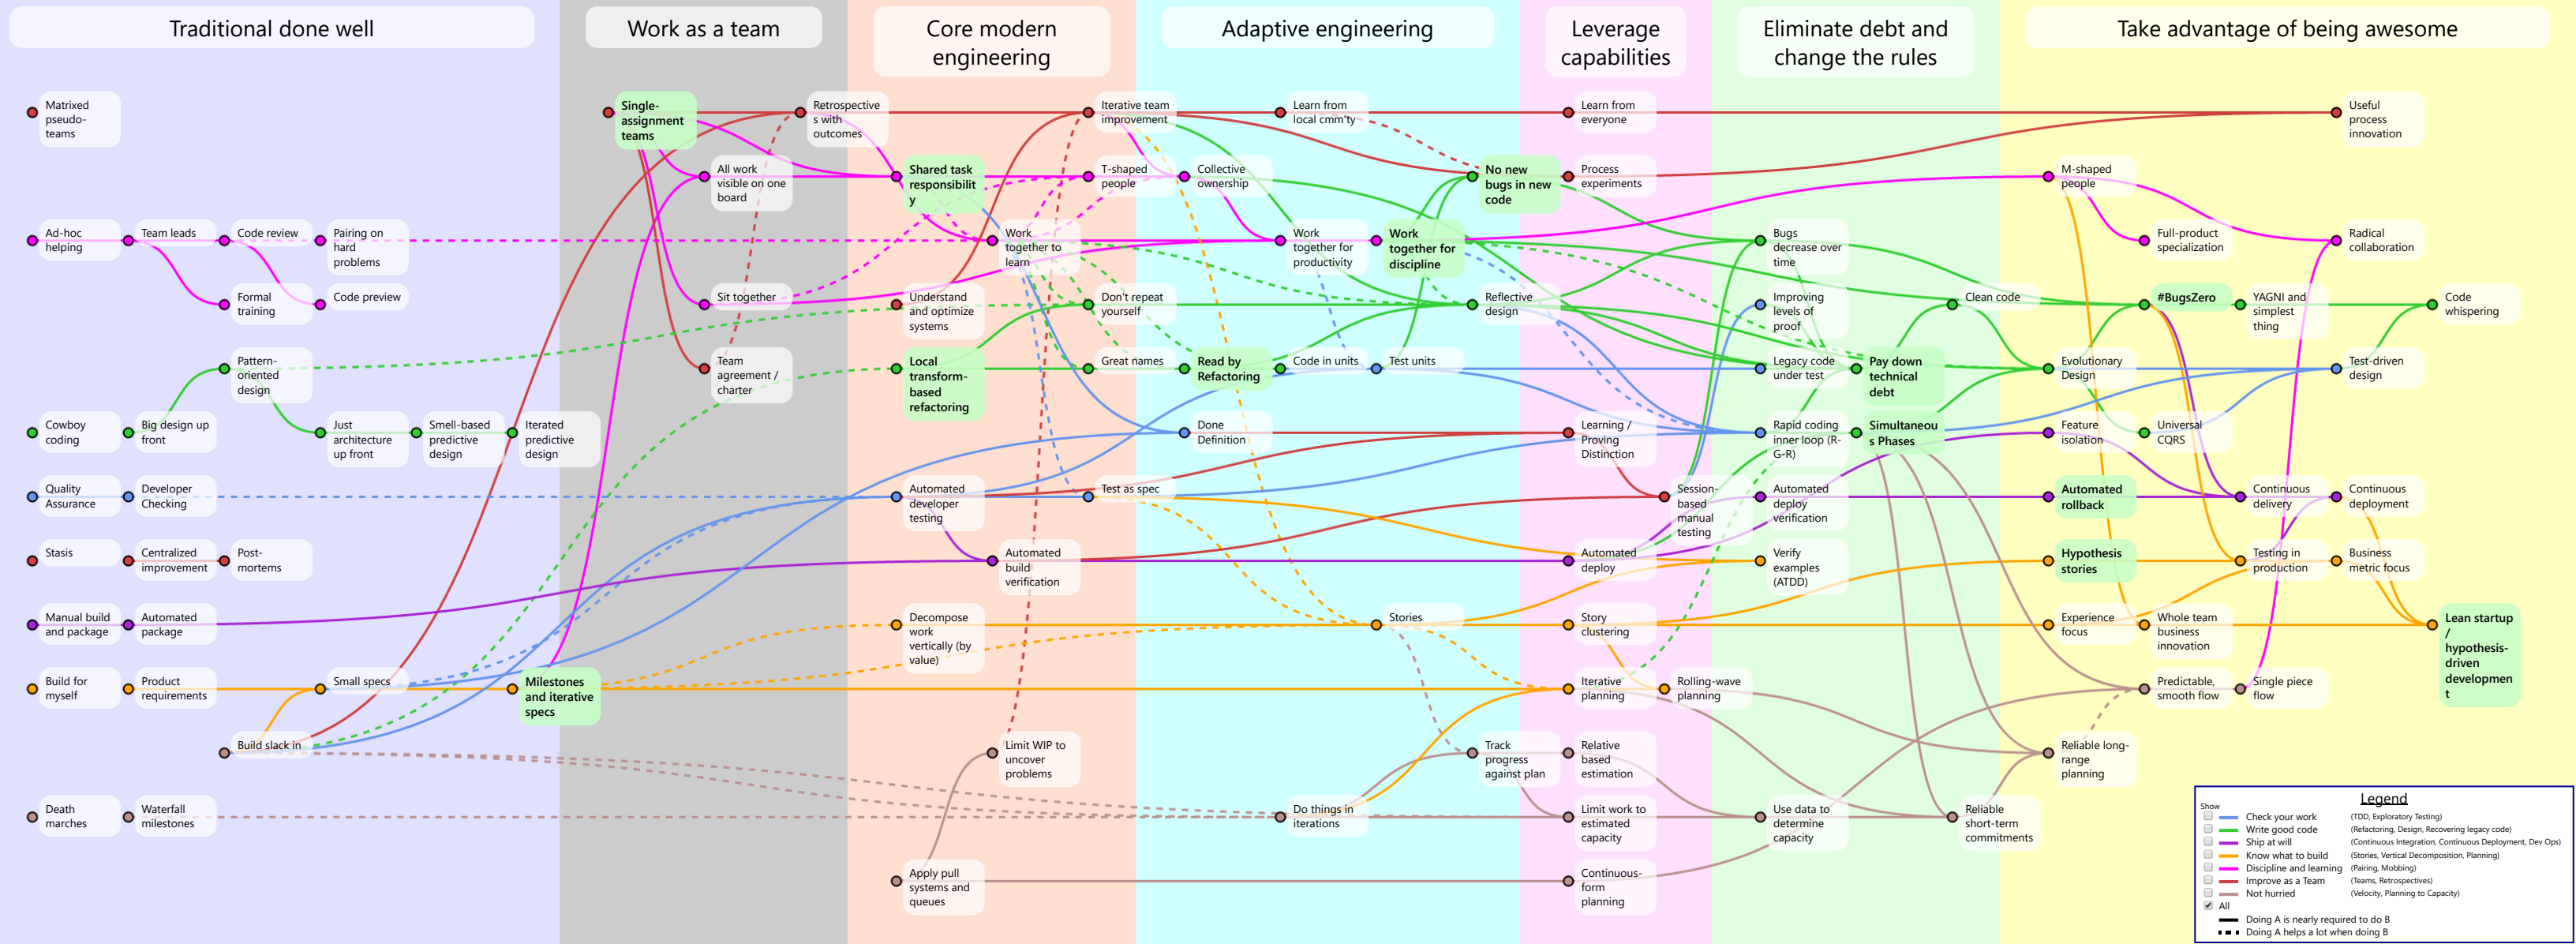 Traditional done well
Work as a team
Core modern
engineering
Adaptive engineering
Leverage
capabilities
Eliminate debt and
change the rules
Take advantage of being awesome
Matrixed
pseudo-
teams
Single-
assignment
teams
Retrospective
s with
outcomes
Iterative team
improvement
Learn from
local cmm'ty
Learn from
everyone
Useful
process
innovation
All work
visible on one
board
Shared task
responsibilit
y
T-shaped
people
Collective
ownership
No new
bugs in new
code
Process
experiments
M-shaped
people
Ad-hoc
helping
Team leads
Code review
Pairing on
hard
problems
Work
together to
learn
Work
together for
productivity
Work
together for
discipline
Bugs
decrease over
time
Full-product
specialization
Radical
collaboration
Formal
training
Code preview
Sit together
Understand
and optimize
systems
Don't repeat
yourself
Reflective
design
Improving
levels of
proof
Clean code
#BugsZero
YAGNI and
simplest
thing
Code
whispering
Pattern-
oriented
design
Team
agreement /
charter
Local
transform-
based
refactoring
Great names
Read by
Refactoring
Code in units
Test units
Legacy code
under test
Pay down
technical
debt
Evolutionary
Design
Test-driven
design
Cowboy
coding
Big design up
front
Just
architecture
up front
Smell-based
predictive
design
Iterated
predictive
design
Done
Definition
Learning /
Proving
Distinction
Rapid coding
inner loop (R-
G-R)
Simultaneou
s Phases
Feature
isolation
Universal
CQRS
Quality
Assurance
Developer
Checking
Automated
developer
testing
Test as spec
Session-
based
manual
testing
Automated
deploy
verification
Automated
rollback
Continuous
delivery
Continuous
deployment
Stasis
Centralized
improvement
Post-
mortems
Automated
build
verification
Automated
deploy
Verify
examples
(ATDD)
Hypothesis
stories
Testing in
production
Business
metric focus
Manual build
and package
Automated
package
Decompose
work
vertically (by
value)
Stories
Story
clustering
Experience
focus
Whole team
business
innovation
Lean startup
/
hypothesis-
driven
developmen
t
Build for
myself
Product
requirements
Small specs
Milestones
and iterative
specs
Iterative
planning
Rolling-wave
planning
Predictable,
smooth flow
Single piece
flow
Build slack in
Limit WIP to
uncover
problems
Track
progress
against plan
Relative
based
estimation
Reliable long-
range
planning
Death
marches
Waterfall
milestones
Do things in
iterations
Limit work to
estimated
capacity
Use data to
determine
capacity
Reliable
short-term
commitments
Apply pull
systems and
queues
Continuous-
form
planning
Legend
Show
Check your work (TDD, Exploratory Testing)
Write good code (Refactoring, Design, Recovering legacy code)
Ship at will (Continuous Integration, Continuous Deployment, Dev Ops)
Know what to build (Stories, Vertical Decomposition, Planning)
Discipline and learning (Pairing, Mobbing)
Improve as a Team (Teams, Retrospectives)
Not hurried (Velocity, Planning to Capacity)
All
Doing A is nearly required to do B
Doing A helps a lot when doing B